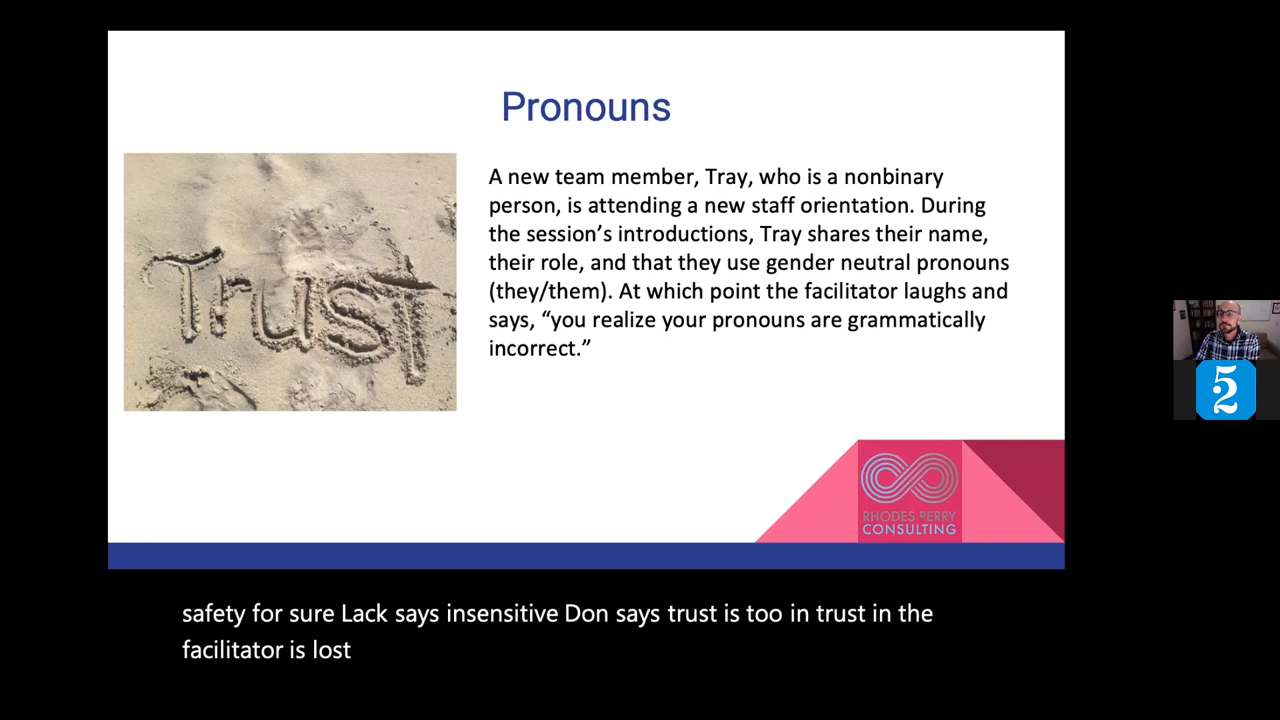 Pronouns
Trust
A new team member, Tray, who is a nonbinary
person, is attending a new staff orientation. During
the session’s introductions, Tray shares their name,
their role, and that they use gender neutral pronouns
(they/them). At which point the facilitator laughs and
says, “you realize your pronouns are grammatically
incorrect.”
5
2
RHODES PERRY
CONSULTING
safety for sure Lack says insensitive Don says trust is too in trust in the
facilitator is lost